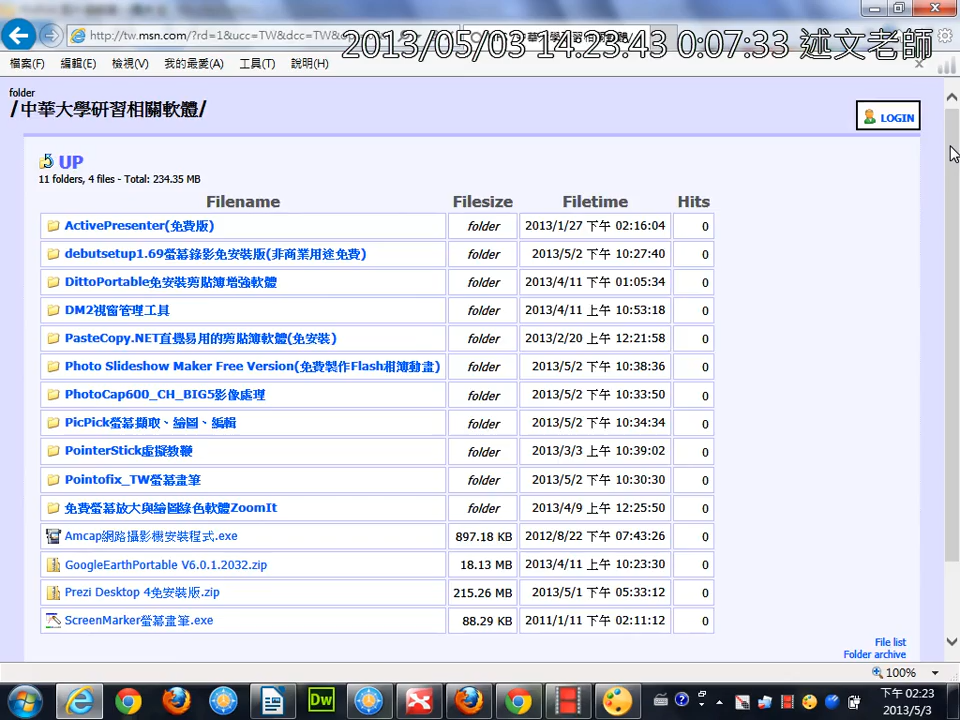 http://tw.msn.com/?rd=1&ucc=TW&dcc=TW&
2013/05/03 14:23:43 0:07:33 述文老師
檔案(F) 編輯(E) 檢視(V) 我的最愛(A) 工具(T) 說明(H)
folder
/中華大學研習相關軟體/
LOGIN
UP
11 folders, 4 files - Total: 234.35 MB
Filename Filesize Filetime Hits
ActivePresenter(免費版) folder 2013/1/27 下午 02:16:04 0
debutsetup1.69螢幕錄影免安裝版(非商業用途免費) folder 2013/5/2 下午 10:27:40 0
DittoPortable免安裝剪貼簿增強軟體 folder 2013/4/11 下午 01:05:34 0
DM2視窗管理工具 folder 2013/4/11 上午 10:53:18 0
PasteCopy.NET直覺易用的剪貼簿軟體(免安裝) folder 2013/2/20 上午 12:21:58 0
Photo Slideshow Maker Free Version(免費製作Flash相簿動畫) folder 2013/5/2 下午 10:38:36 0
PhotoCap600_CH_BIG5影像處理 folder 2013/5/2 下午 10:33:50 0
PicPick螢幕擷取、繪圖、編輯 folder 2013/5/2 下午 10:34:34 0
PointerStick虛擬教鞭 folder 2013/3/3 上午 10:39:02 0
Pointofix_TW螢幕畫筆 folder 2013/5/2 下午 10:30:30 0
免費螢幕放大與繪圖綠色軟體ZoomIt folder 2013/4/9 上午 12:25:50 0
Amcap網路攝影機安裝程式.exe 897.18 KB 2012/8/22 下午 07:43:26 0
GoogleEarthPortable V6.0.1.2032.zip 18.13 MB 2013/4/11 上午 10:23:30 0
Prezi Desktop 4免安裝版.zip 215.26 MB 2013/5/1 下午 05:33:12 0
ScreenMarker螢幕畫筆.exe 88.29 KB 2011/1/11 下午 02:11:12 0
File list
Folder archive
100%
Dw
下午 02:23
2013/5/3